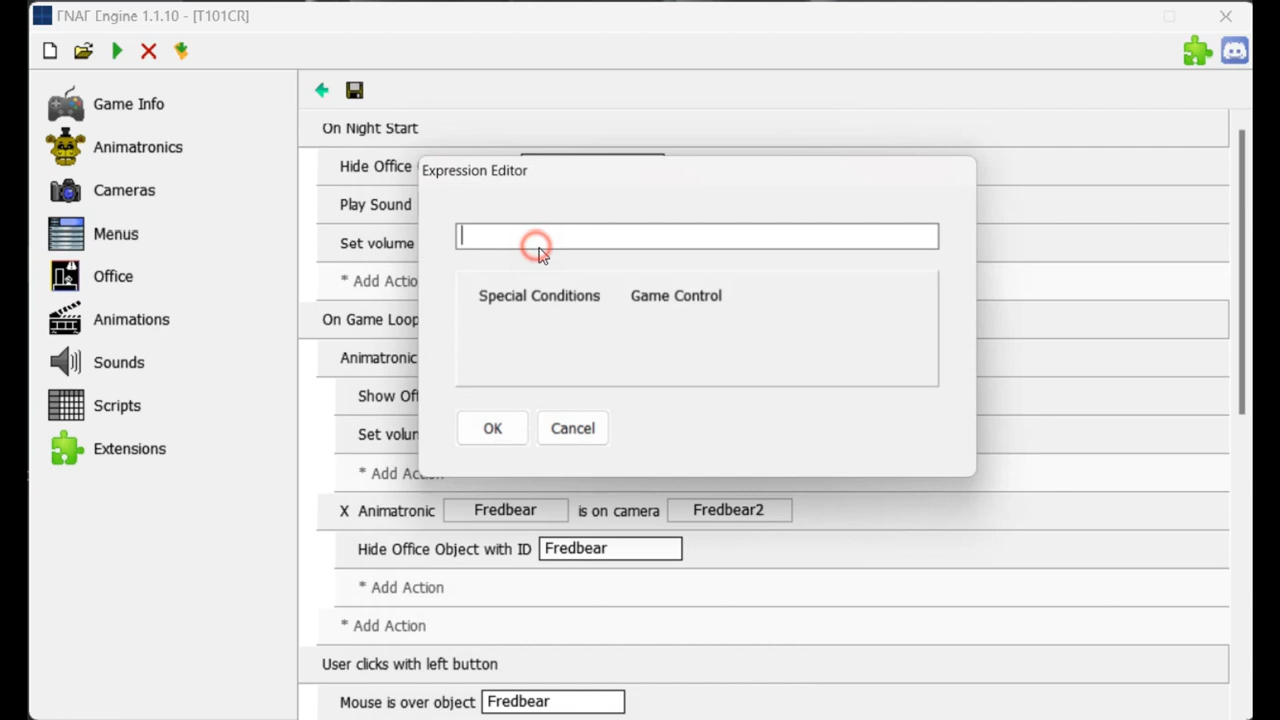 FNAF Engine 1.1.10 - [T101CR]
Game Info
Animatronics
Cameras
Menus
Office
Animations
Sounds
Scripts
Extensions
On Night Start
Hide Office
Play Sound
Set volume
* Add Actio
On Game Loop
Animatronic
Show Off
Set volum
* Add Action
X Animatronic Fredbear is on camera Fredbear2
Hide Office Object with ID Fredbear
* Add Action
* Add Action
User clicks with left button
Mouse is over object Fredbear
Expression Editor
Special Conditions Game Control
OK Cancel